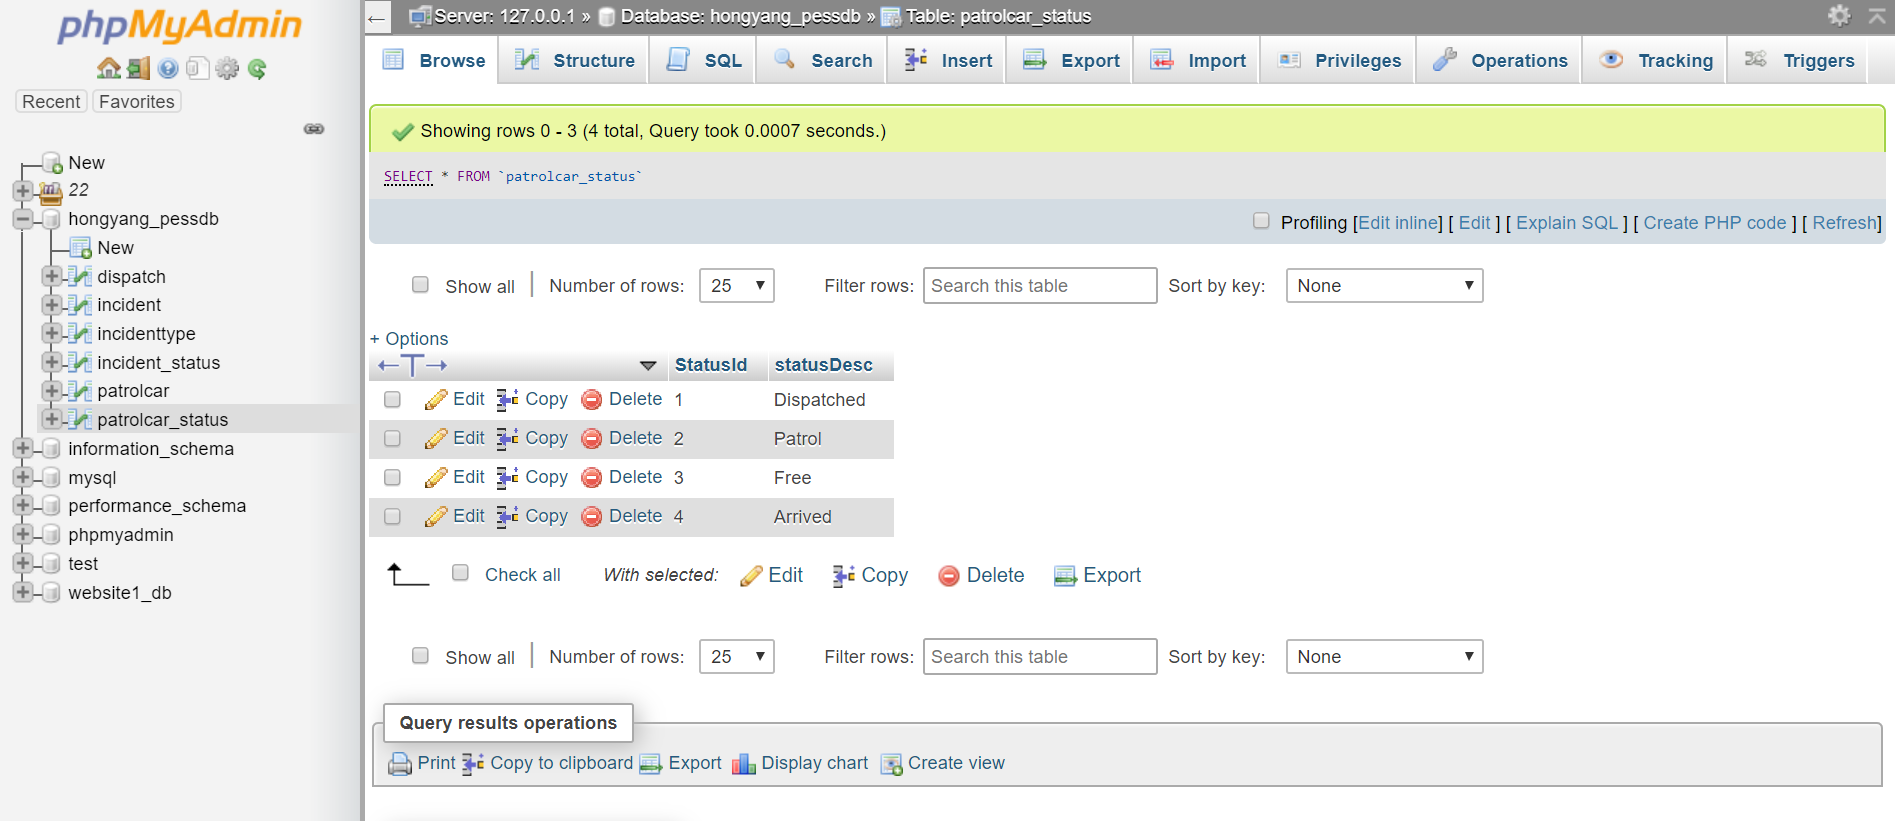 phpMyAdmin
Recent Favorites
New
22
hongyang_pessdb
New
dispatch
incident
incidenttype
incident_status
patrolcar
patrolcar_status
information_schema
mysql
performance_schema
phpmyadmin
test
website1_db
Server: 127.0.0.1 » Database: hongyang_pessdb » Table: patrolcar_status
Browse Structure SQL Search Insert Export Import Privileges Operations Tracking Triggers
Showing rows 0 - 3 (4 total, Query took 0.0007 seconds.)
SELECT * FROM `patrolcar_status`
Profiling [Edit inline] [ Edit ] [ Explain SQL ] [ Create PHP code ] [ Refresh]
Show all | Number of rows: 25 Filter rows: Search this table Sort by key: None
+ Options
←T→ StatusId statusDesc
Edit Copy Delete 1 Dispatched
Edit Copy Delete 2 Patrol
Edit Copy Delete 3 Free
Edit Copy Delete 4 Arrived
Check all With selected: Edit Copy Delete Export
Show all | Number of rows: 25 Filter rows: Search this table Sort by key: None
Query results operations
Print Copy to clipboard Export Display chart Create view